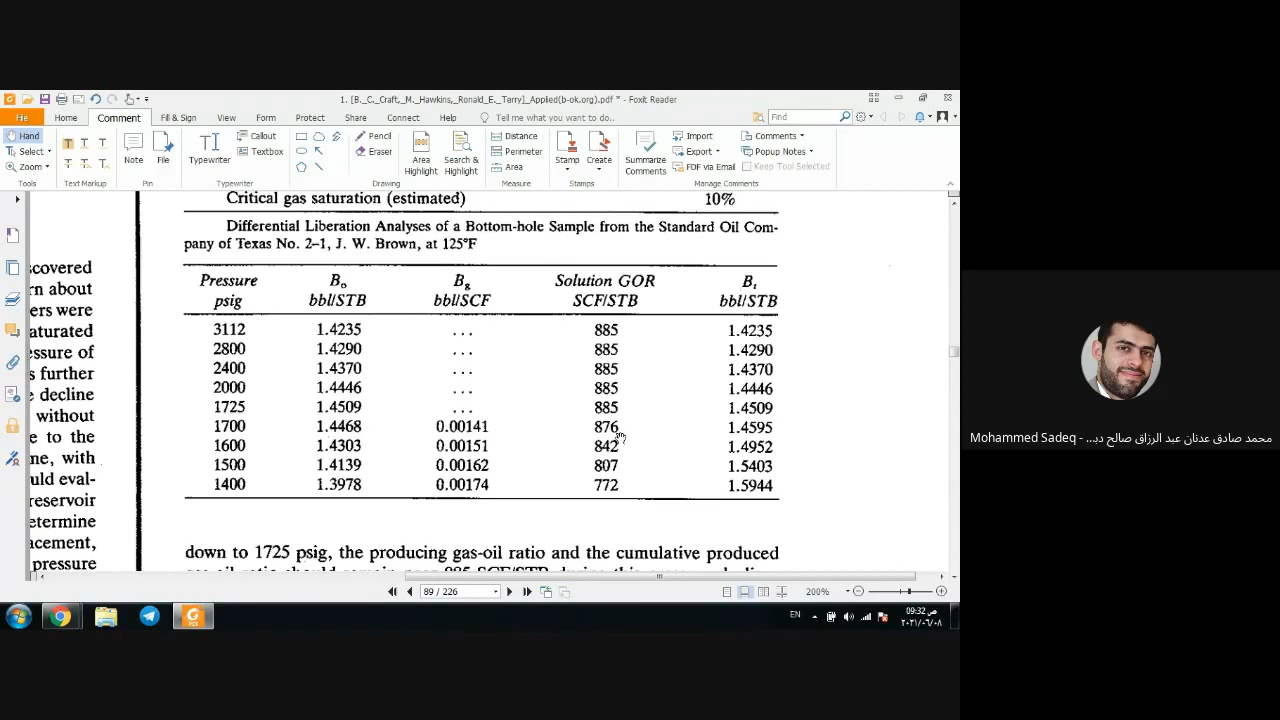 1. [B._C._Craft,_M._Hawkins,_Ronald_E._Terry]_Applied(b-ok.org).pdf * - Foxit Reader
File Home Comment Fill & Sign View Form Protect Share Connect Help Tell me what you want to do.. Find
Hand
Select
Zoom
Tools
Text Markup
Note
File
Pin
Typewriter
Callout
Textbox
Typewriter
Pencil
Eraser
Drawing
Area Highlight
Search & Highlight
Distance
Perimeter
Area
Measure
Stamp
Create
Stamps
Summarize Comments
Import
Export
FDF via Email
Comments
Popup Notes
Keep Tool Selected
Manage Comments
Critical gas saturation (estimated) 10%
Differential Liberation Analyses of a Bottom-hole Sample from the Standard Oil Com-
pany of Texas No. 2–1, J. W. Brown, at 125°F
Pressure Bo Bg Solution GOR Bt
psig bbl/STB bbl/SCF SCF/STB bbl/STB
3112 1.4235 ... 885 1.4235
2800 1.4290 ... 885 1.4290
2400 1.4370 ... 885 1.4370
2000 1.4446 ... 885 1.4446
1725 1.4509 ... 885 1.4509
1700 1.4468 0.00141 876 1.4595
1600 1.4303 0.00151 842 1.4952
1500 1.4139 0.00162 807 1.5403
1400 1.3978 0.00174 772 1.5944
down to 1725 psig, the producing gas-oil ratio and the cumulative produced
scovered
rn about
ers were
aturated
essure of
s further
e decline
without
e to the
ne, with
uld eval-
reservoir
etermine
acement,
pressure
89 / 226
200%
EN
09:32 ص
٢٠٢١/٠٦/٠٨
Mohammed Sadeq - محمد صادق عدنان عبد الرزاق صالح دبـ...